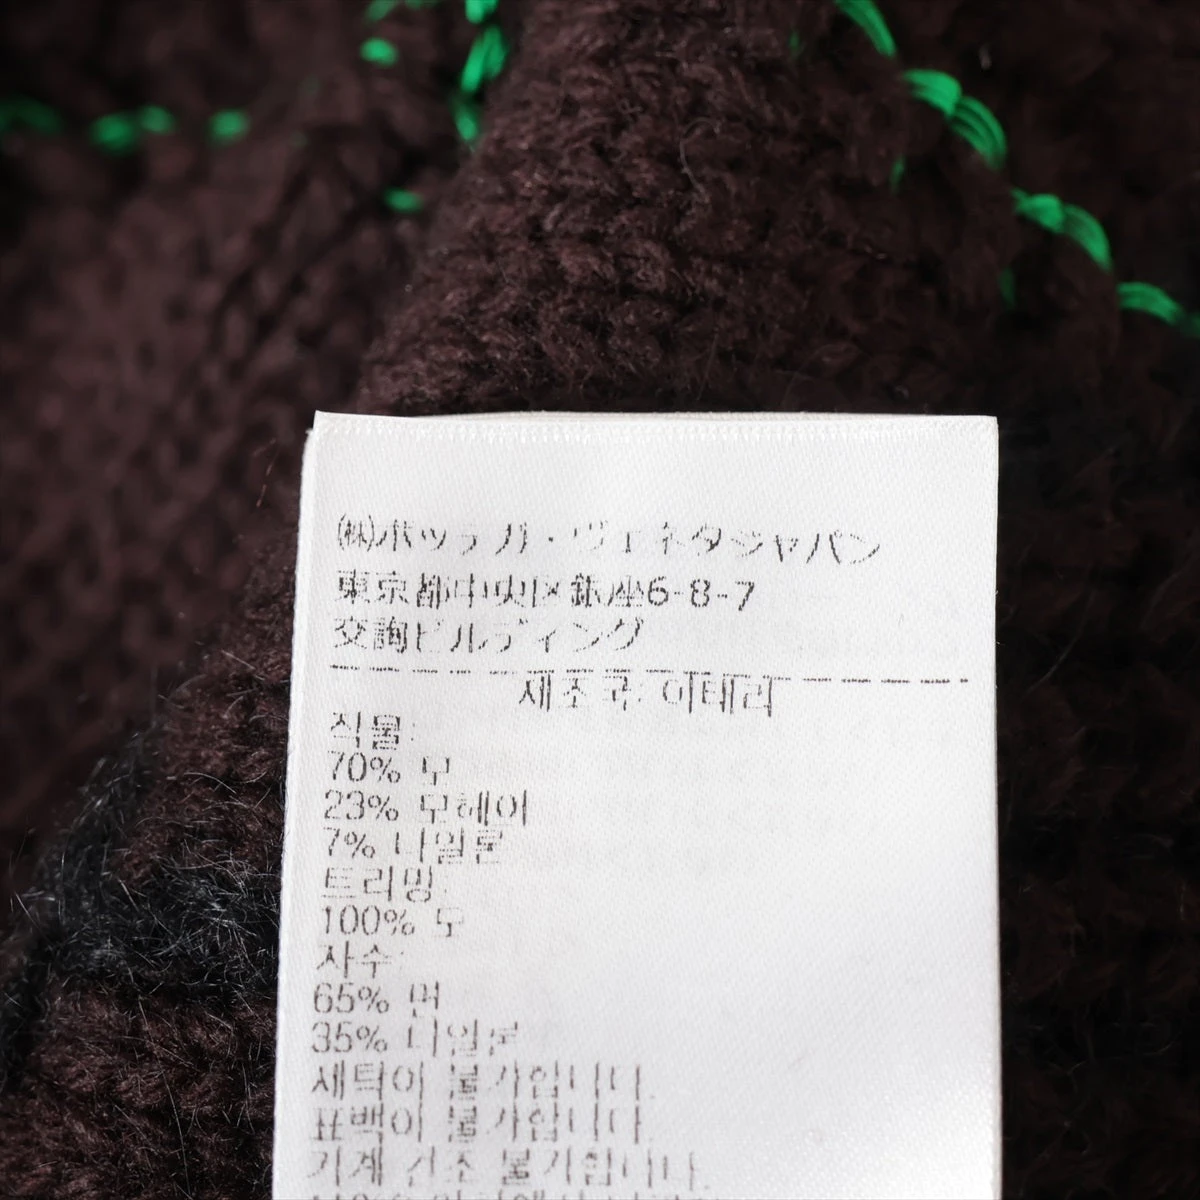 ㈱ボッテガ・ヴェネタジャパン
東京都中央区銀座6-8-7
交詢ビルディング
제조국: 이태리
직물:
70% 모
23% 모헤어
7% 나일론
트리밍:
100% 모
자수:
65% 면
35% 나일론
세탁이 불가합니다.
표백이 불가합니다.
기계 건조 불가합니다.